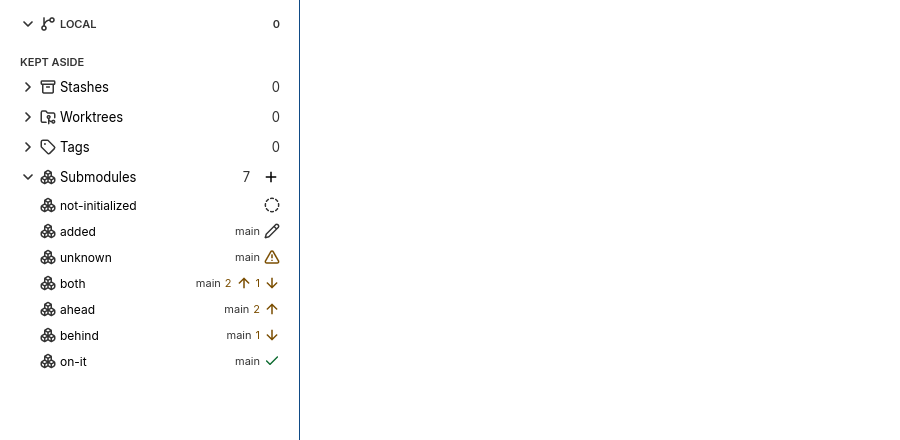 LOCAL 0
KEPT ASIDE
Stashes 0
Worktrees 0
Tags 0
Submodules 7 +
not-initialized
added main
unknown main
both main 2 ↑ 1 ↓
ahead main 2 ↑
behind main 1 ↓
on-it main ✓